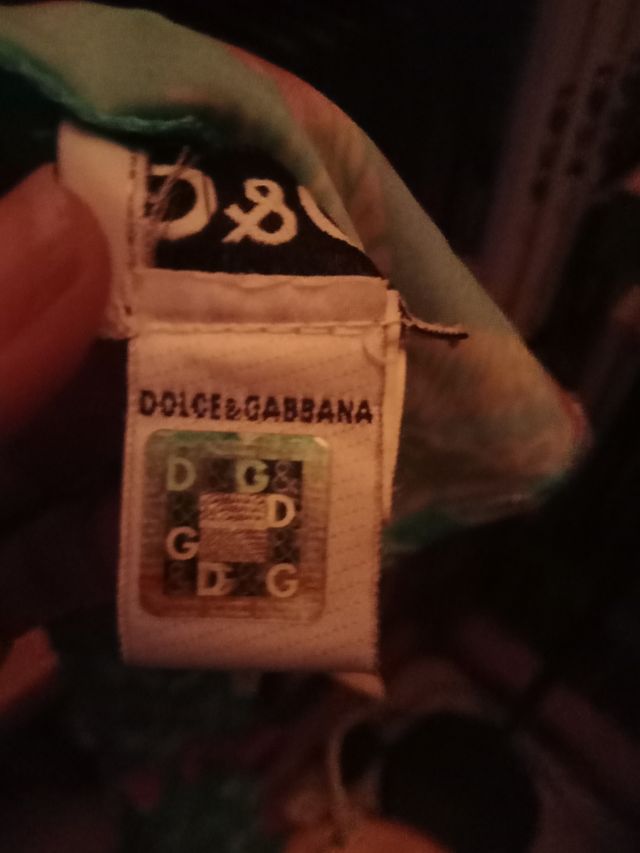 D&G
DOLCE&GABBANA
D & G &
& D
G &
& D & G